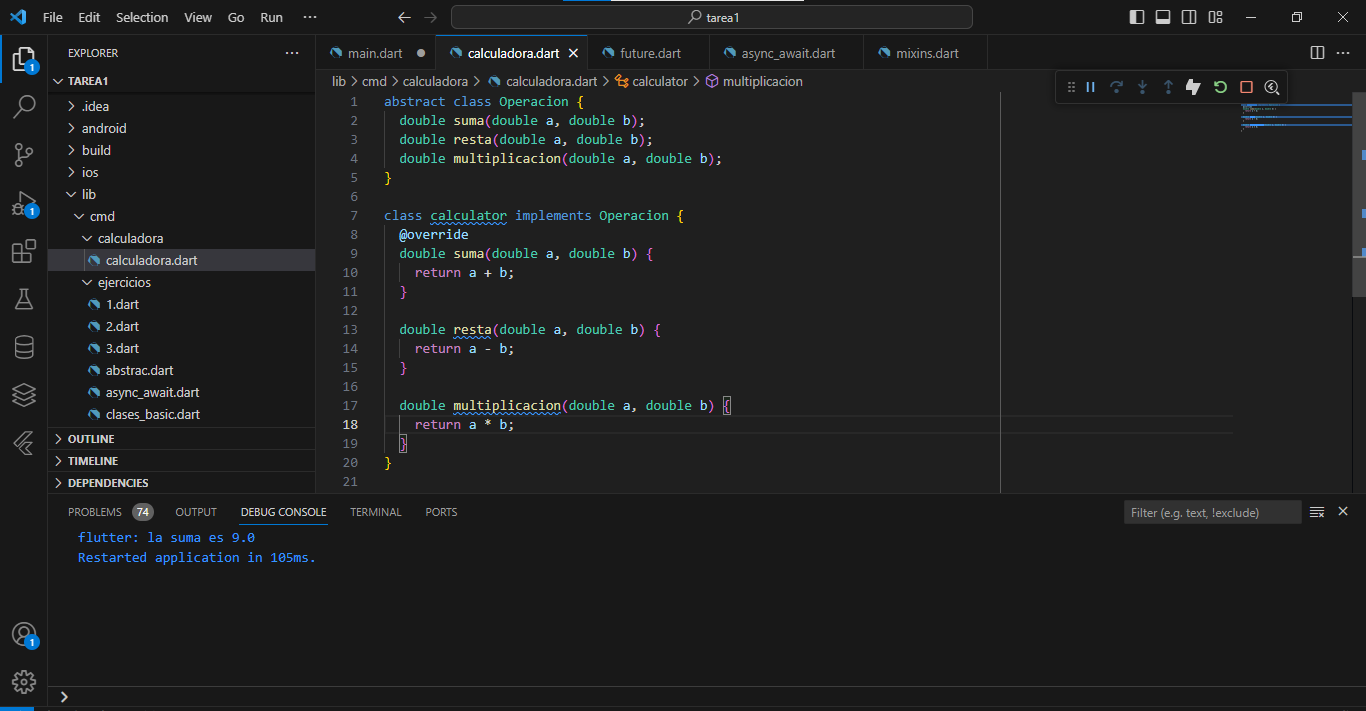 File Edit Selection View Go Run ··· tarea1
EXPLORER ···
main.dart calculadora.dart future.dart async_await.dart mixins.dart ···
TAREA1
.idea
android
build
ios
lib
cmd
calculadora
calculadora.dart
ejercicios
1.dart
2.dart
3.dart
abstrac.dart
async_await.dart
clases_basic.dart
OUTLINE
TIMELINE
DEPENDENCIES
1
1
1
lib > cmd > calculadora > calculadora.dart > calculator > multiplicacion
1 abstract class Operacion {
2 double suma(double a, double b);
3 double resta(double a, double b);
4 double multiplicacion(double a, double b);
5 }
6
7 class calculator implements Operacion {
8 @override
9 double suma(double a, double b) {
10 return a + b;
11 }
12
13 double resta(double a, double b) {
14 return a - b;
15 }
16
17 double multiplicacion(double a, double b) {
18 return a * b;
19 }
20 }
21
PROBLEMS 74 OUTPUT DEBUG CONSOLE TERMINAL PORTS Filter (e.g. text, !exclude)
flutter: la suma es 9.0
Restarted application in 105ms.